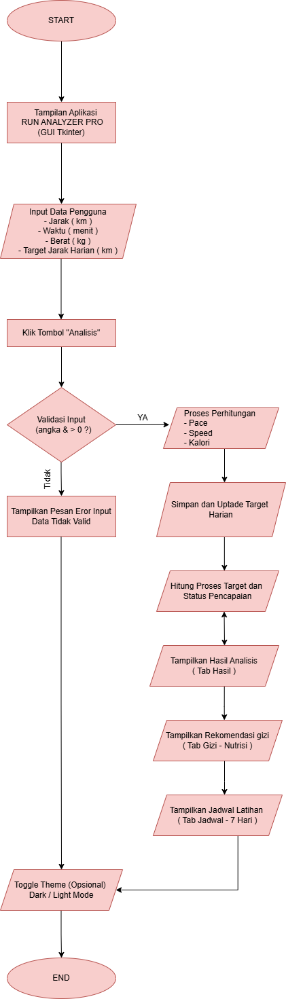 START
Tampilan Aplikasi
RUN ANALYZER PRO
(GUI Tkinter)
Input Data Pengguna
- Jarak ( km )
- Waktu ( menit )
- Berat ( kg )
- Target Jarak Harian ( km )
Klik Tombol "Analisis"
Validasi Input
(angka & > 0 ?)
YA
Proses Perhitungan
- Pace
- Speed
- Kalori
Tidak
Tampilkan Pesan Eror Input
Data Tidak Valid
Simpan dan Uptade Target
Harian
Hitung Proses Target dan
Status Pencapaian
Tampilkan Hasil Analisis
( Tab Hasil )
Tampilkan Rekomendasi gizi
( Tab Gizi - Nutrisi )
Tampilkan Jadwal Latihan
( Tab Jadwal - 7 Hari )
Toggle Theme (Opsional)
Dark / Light Mode
END